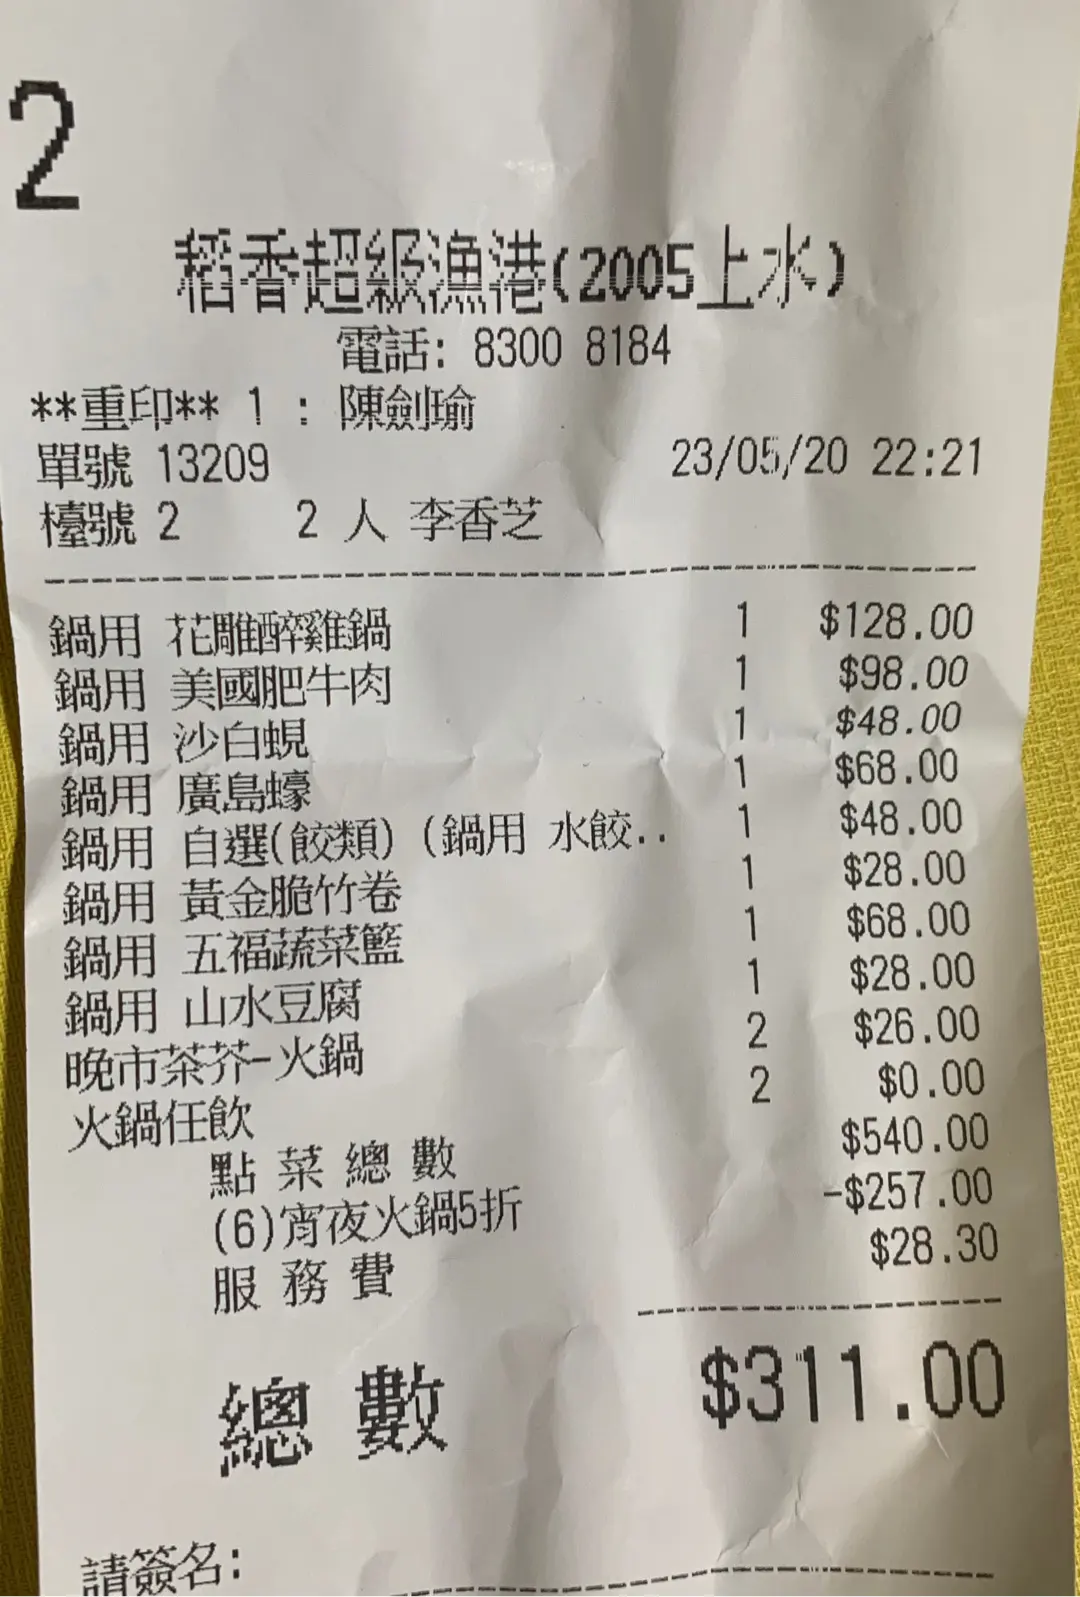 2
稻香超級漁港(2005上水)
電話: 8300 8184
**重印** 1 : 陳劍瑜
單號 13209 23/05/20 22:21
檯號 2 2 人 李香芝
鍋用 花雕醉雞鍋 1 $128.00
鍋用 美國肥牛肉 1 $98.00
鍋用 沙白蜆 1 $48.00
鍋用 廣島蠔 1 $68.00
鍋用 自選(餃類) (鍋用 水餃.. 1 $48.00
鍋用 黃金脆竹卷 1 $28.00
鍋用 五福蔬菜籃 1 $68.00
鍋用 山水豆腐 1 $28.00
晚市茶芥-火鍋 2 $26.00
火鍋任飲 2 $0.00
點菜總數 $540.00
(6)宵夜火鍋5折 -$257.00
服務費 $28.30
總數 $311.00
請簽名: